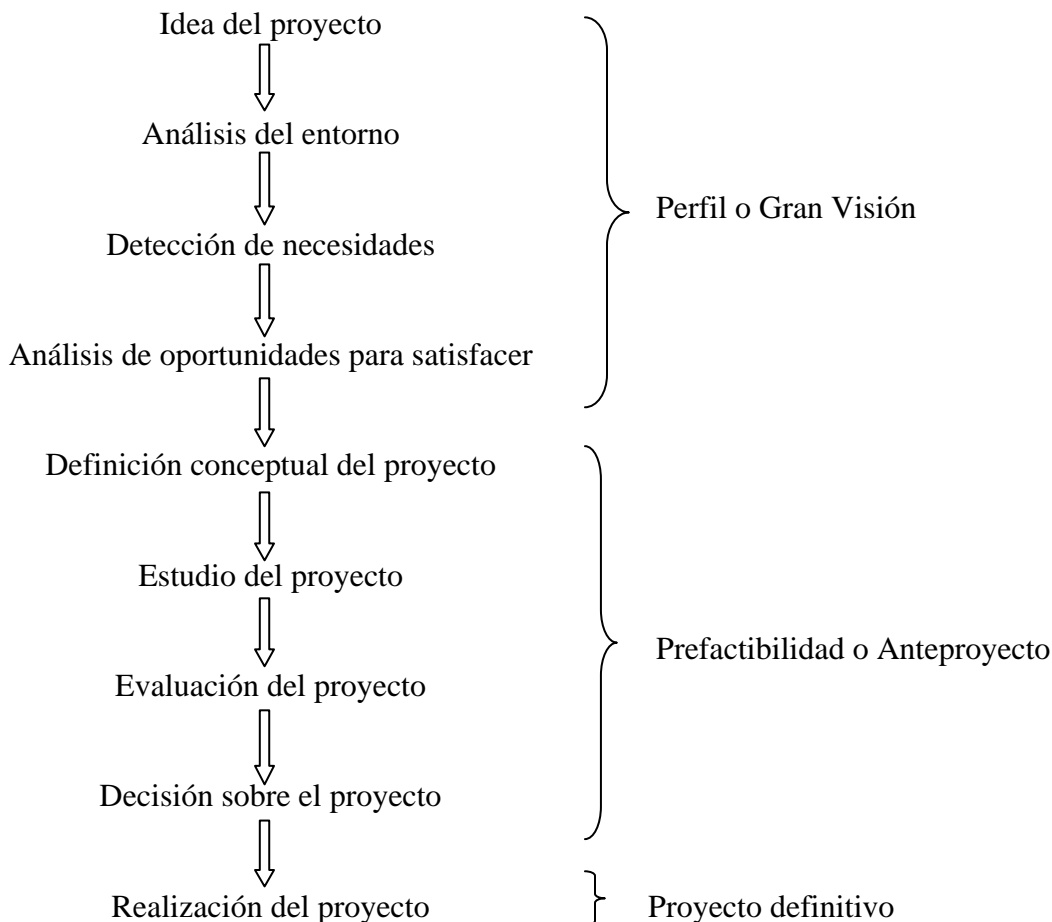 Idea del proyecto
Análisis del entorno
Detección de necesidades
Perfil o Gran Visión
Análisis de oportunidades para satisfacer
Definición conceptual del proyecto
Estudio del proyecto
Prefactibilidad o Anteproyecto
Evaluación del proyecto
Decisión sobre el proyecto
Realización del proyecto
Proyecto definitivo